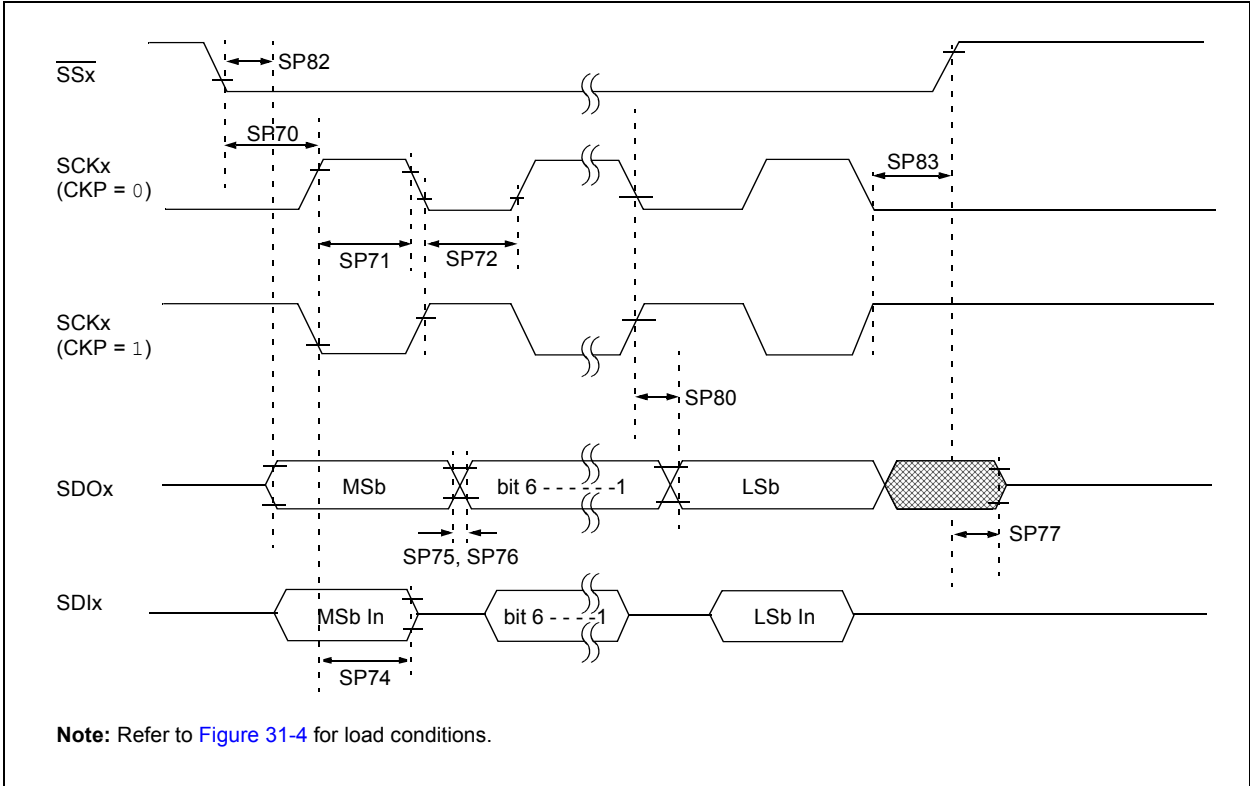 SSx
SP82
SP70
SCKx
(CKP = 0)
SP83
SP71
SP72
SCKx
(CKP = 1)
SP80
SDOx
MSb
bit 6 - - - - - -1
LSb
SP75, SP76
SP77
SDIx
MSb In
bit 6 - - - -1
LSb In
SP74
Note: Refer to Figure 31-4 for load conditions.